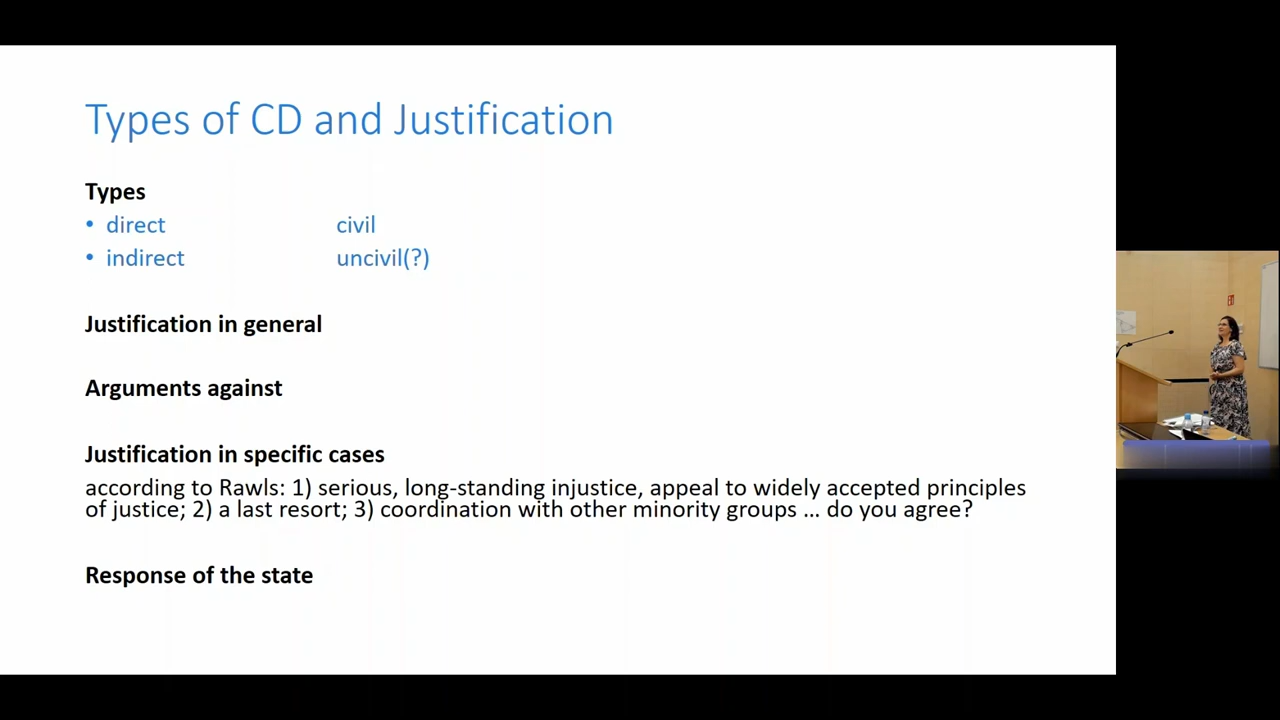 Types of CD and Justification
Types
• direct civil
• indirect uncivil(?)
Justification in general
Arguments against
Justification in specific cases
according to Rawls: 1) serious, long-standing injustice, appeal to widely accepted principles
of justice; 2) a last resort; 3) coordination with other minority groups ... do you agree?
Response of the state